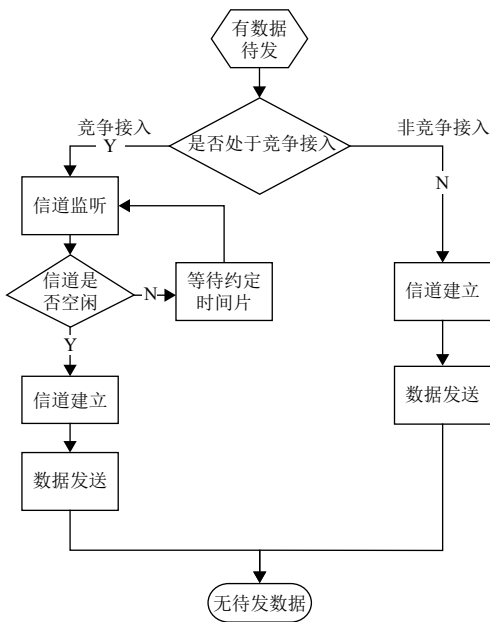 有数据
待发
竞争接入
是否处于竞争接入
非竞争接入
Y
N
信道监听
信道是
否空闲
N
等待约定
时间片
信道建立
Y
信道建立
数据发送
数据发送
无待发数据